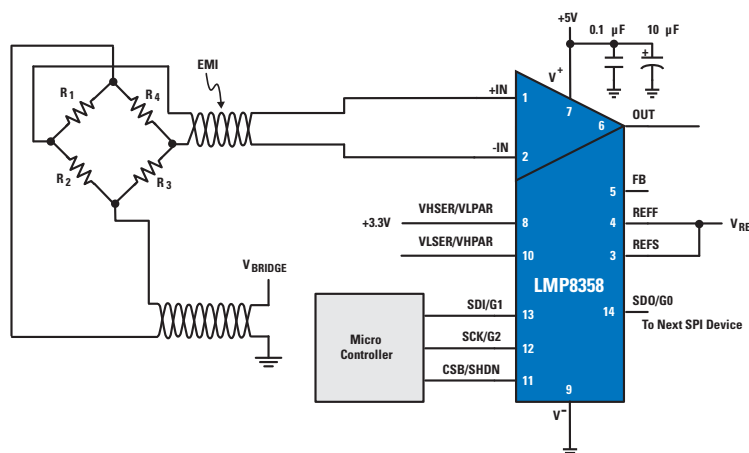 +5V
0.1 µF
10 µF
+
EMI
V+
R1
R4
+IN
1
7
6
OUT
-IN
2
R2
R3
FB
5
VHSER/VLPAR
+3.3V
8
REFF
4
VRE
VLSER/VHPAR
10
REFS
3
VBRIDGE
LMP8358
SDI/G1
13
SDO/G0
14
To Next SPI Device
Micro
Controller
SCK/G2
12
CSB/SHDN
11
9
V-